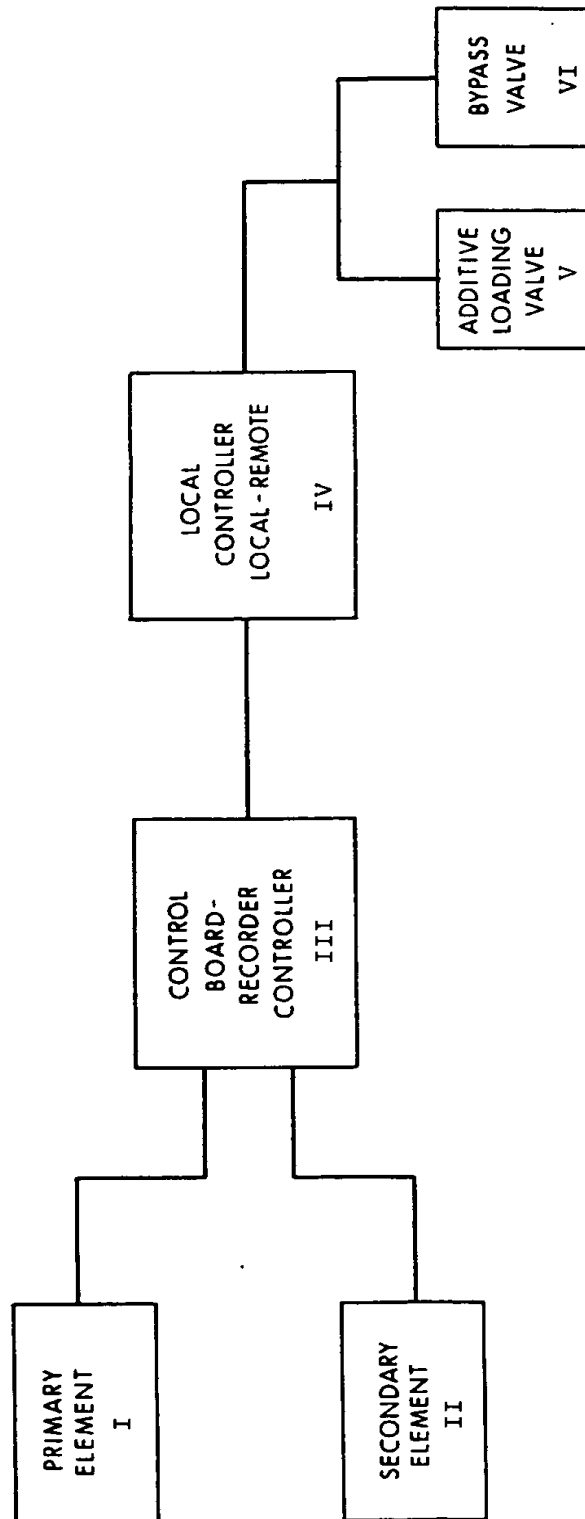 PRIMARY
ELEMENT
I
SECONDARY
ELEMENT
II
CONTROL
BOARD-
RECORDER
CONTROLLER
III
LOCAL
CONTROLLER
LOCAL-REMOTE
IV
ADDITIVE
LOADING
VALVE
V
BYPASS
VALVE
VI